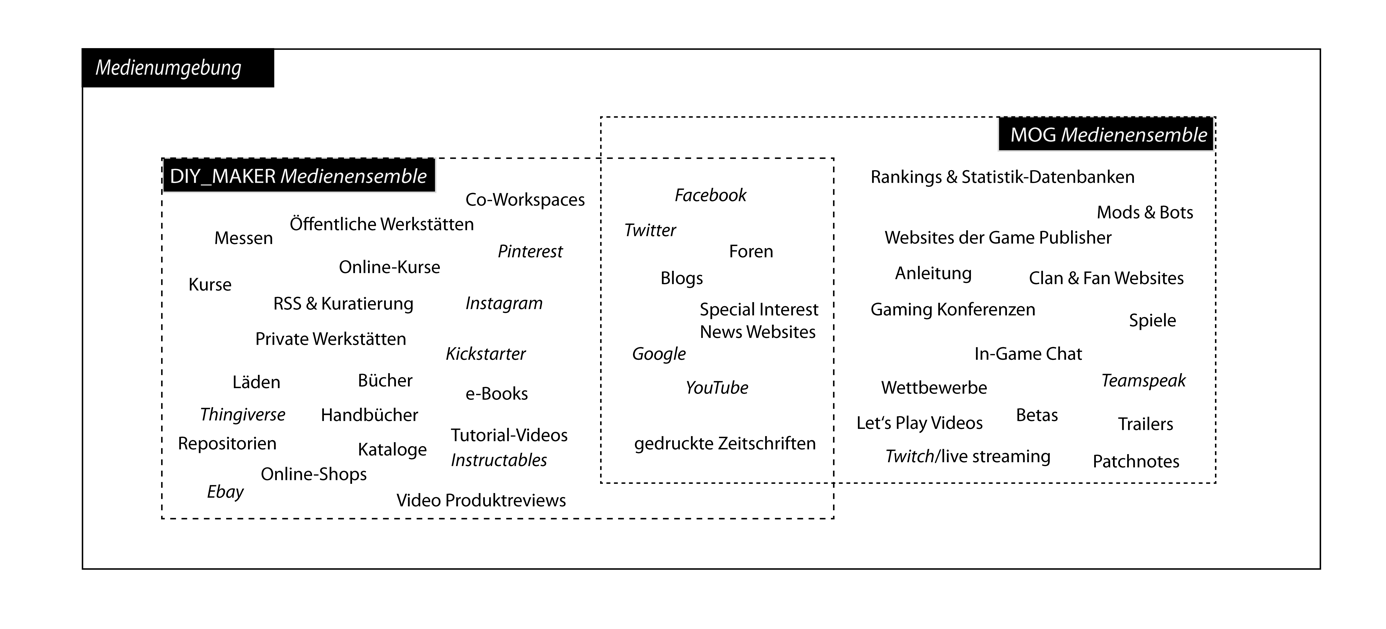 Medienumgebung
DIY_MAKER Medienensemble
Co-Workspaces
Öffentliche Werkstätten
Messen
Pinterest
Online-Kurse
Kurse
RSS & Kuratierung
Instagram
Private Werkstätten
Kickstarter
Läden
Bücher
e-Books
Thingiverse
Handbücher
Tutorial-Videos
Repositorien
Kataloge
Instructables
Online-Shops
Ebay
Video Produktreviews
Facebook
Twitter
Foren
Blogs
Special Interest
News Websites
Google
YouTube
gedruckte Zeitschriften
MOG Medienensemble
Rankings & Statistik-Datenbanken
Mods & Bots
Websites der Game Publisher
Anleitung
Clan & Fan Websites
Gaming Konferenzen
Spiele
In-Game Chat
Wettbewerbe
Teamspeak
Let‘s Play Videos
Betas
Trailers
Twitch/live streaming
Patchnotes